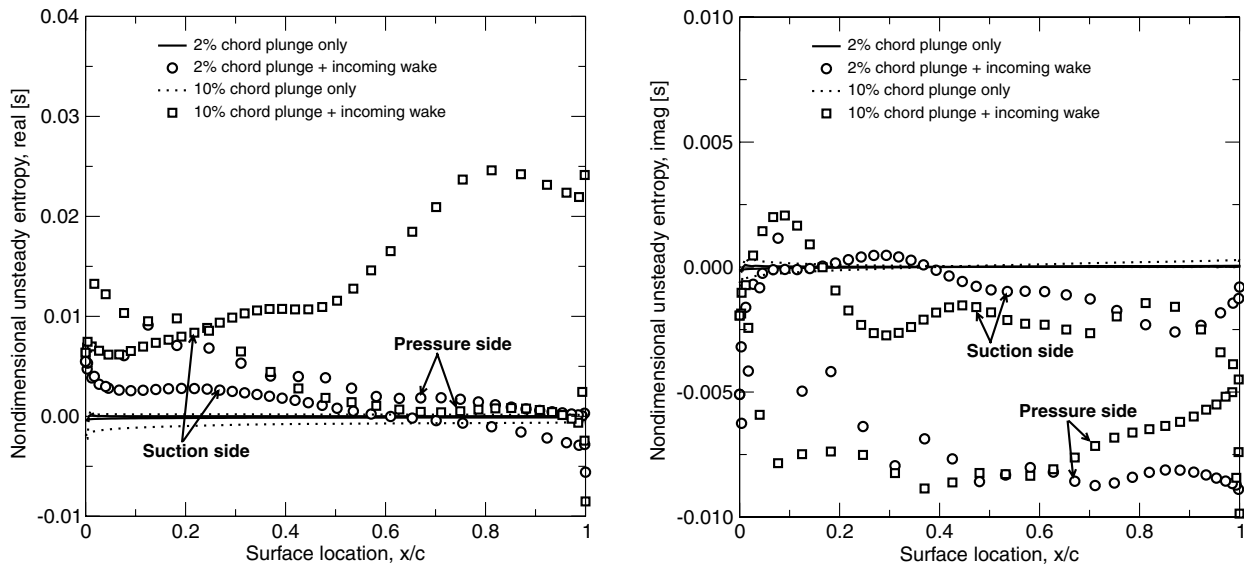 0.04
0.03
0.02
0.01
0.00
-0.01
Nondimensional unsteady entropy, real [s]
2% chord plunge only
2% chord plunge + incoming wake
10% chord plunge only
10% chord plunge + incoming wake
Pressure side
Suction side
0
0.2
0.4
0.6
0.8
1
Surface location, x/c
0.010
0.005
0.000
-0.005
-0.010
Nondimensional unsteady entropy, imag [s]
2% chord plunge only
2% chord plunge + incoming wake
10% chord plunge only
10% chord plunge + incoming wake
Suction side
Pressure side
0
0.2
0.4
0.6
0.8
1
Surface location, x/c